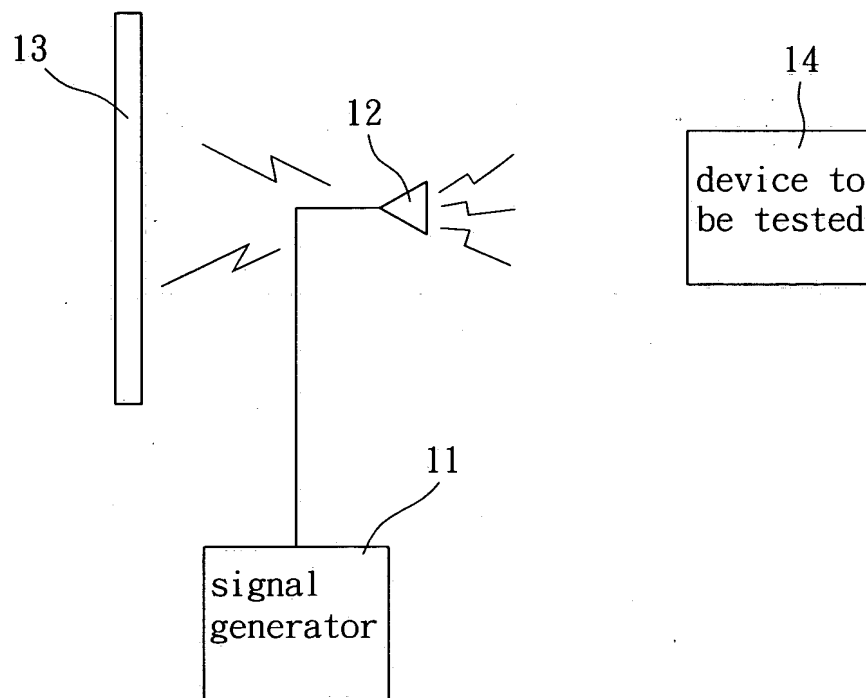 13
14
12
device to
be tested
11
signal
generator